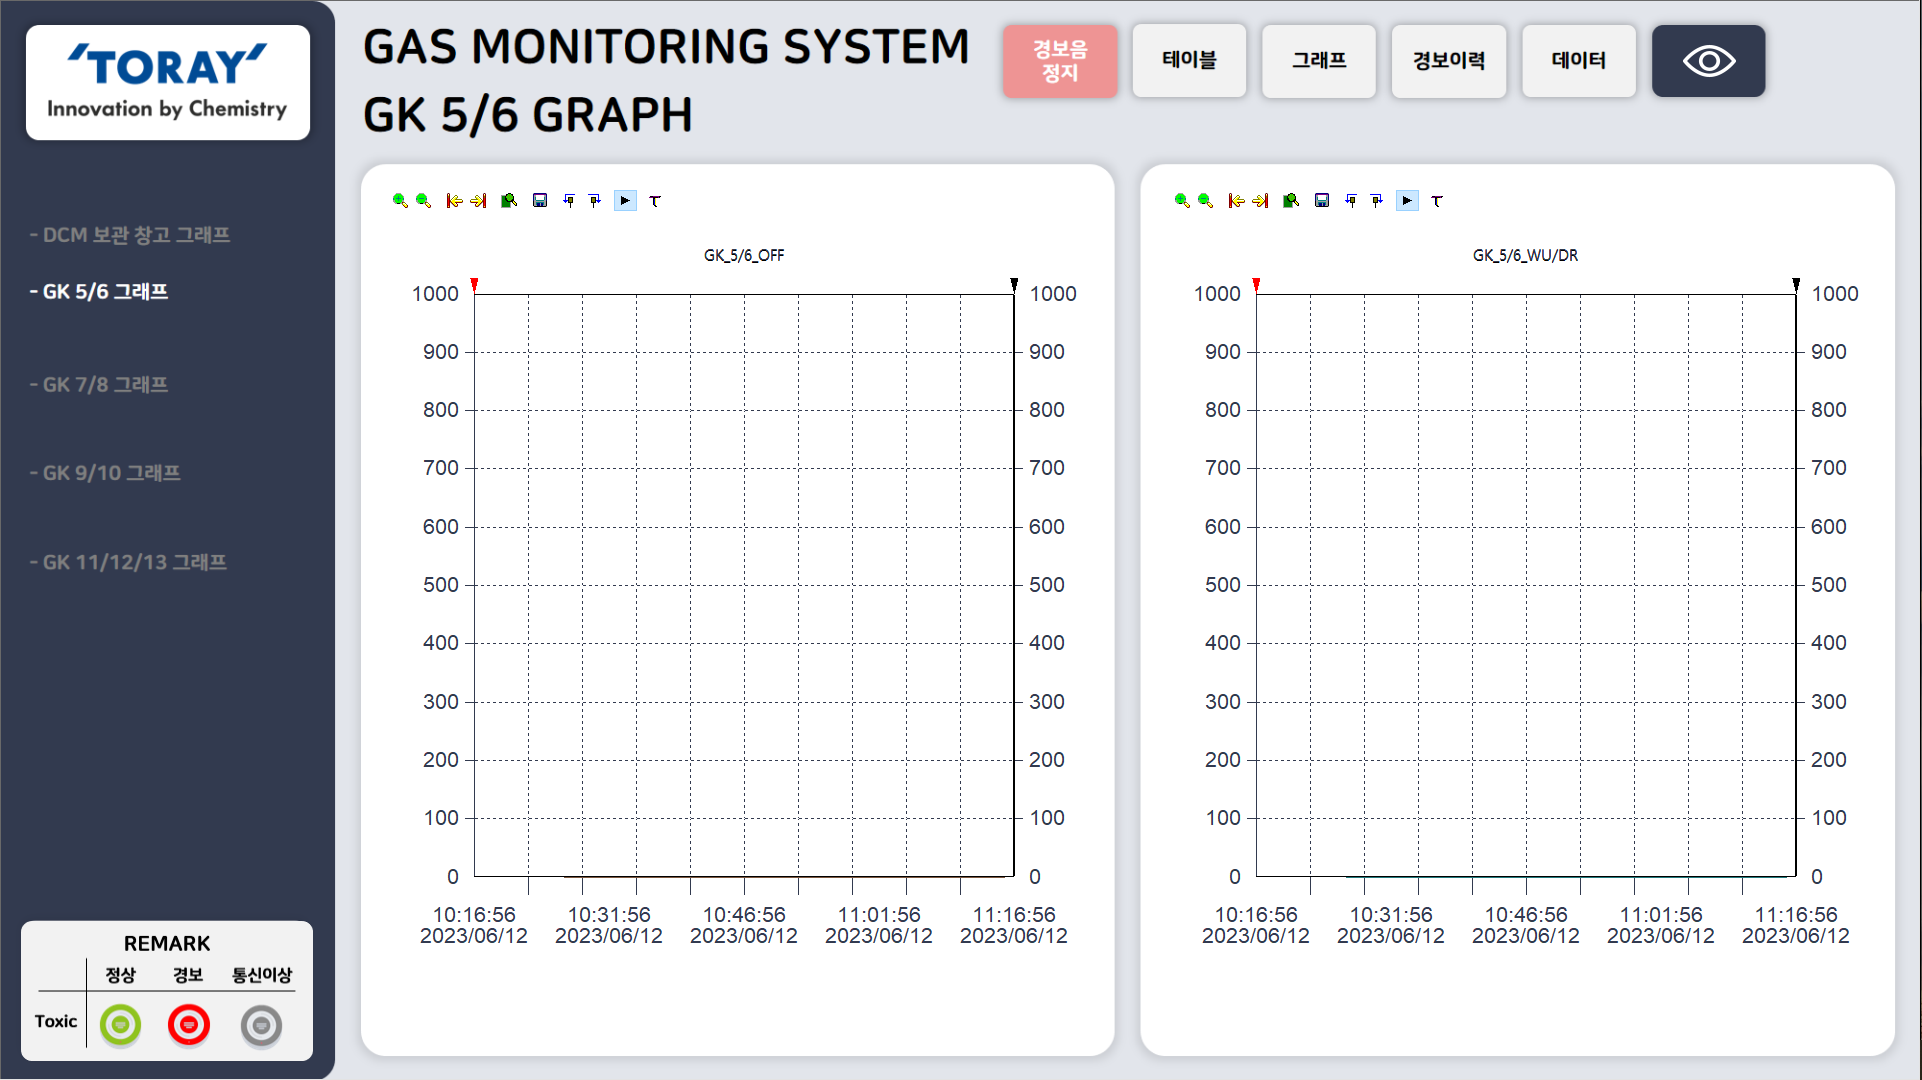 TORAY
Innovation by Chemistry
- DCM 보관 창고 그래프
- GK 5/6 그래프
- GK 7/8 그래프
- GK 9/10 그래프
- GK 11/12/13 그래프
REMARK
정상 경보 통신이상
Toxic
GAS MONITORING SYSTEM
GK 5/6 GRAPH
경보음
정지
테이블
그래프
경보이력
데이터
GK_5/6_OFF
1000 1000
900 900
800 800
700 700
600 600
500 500
400 400
300 300
200 200
100 100
0 0
10:16:56 10:31:56 10:46:56 11:01:56 11:16:56
2023/06/12 2023/06/12 2023/06/12 2023/06/12 2023/06/12
GK_5/6_WU/DR
1000 1000
900 900
800 800
700 700
600 600
500 500
400 400
300 300
200 200
100 100
0 0
10:16:56 10:31:56 10:46:56 11:01:56 11:16:56
2023/06/12 2023/06/12 2023/06/12 2023/06/12 2023/06/12